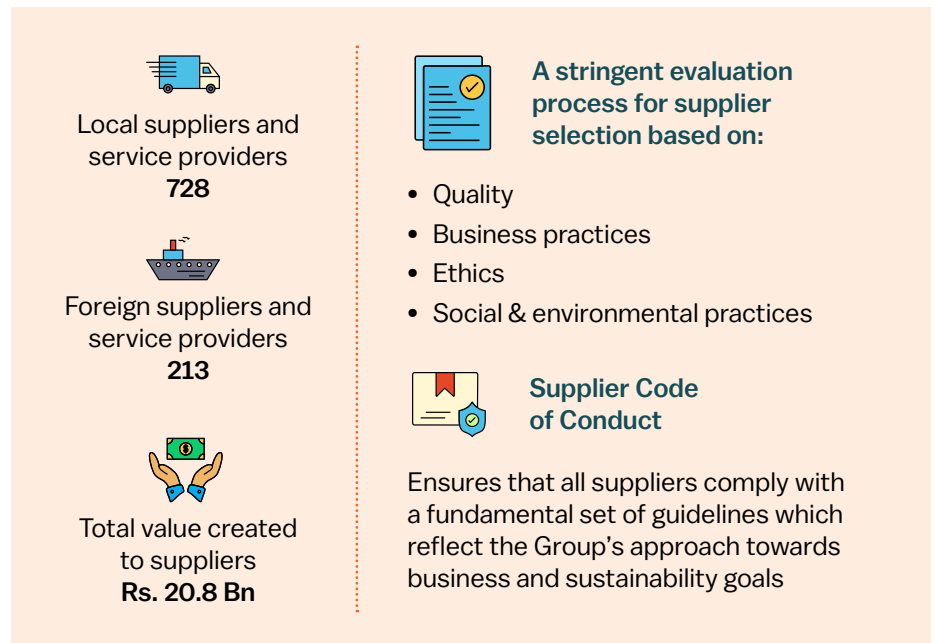 Local suppliers and
service providers
728
Foreign suppliers and
service providers
213
Total value created
to suppliers
Rs. 20.8 Bn
A stringent evaluation
process for supplier
selection based on:
• Quality
• Business practices
• Ethics
• Social & environmental practices
Supplier Code
of Conduct
Ensures that all suppliers comply with
a fundamental set of guidelines which
reflect the Group’s approach towards
business and sustainability goals